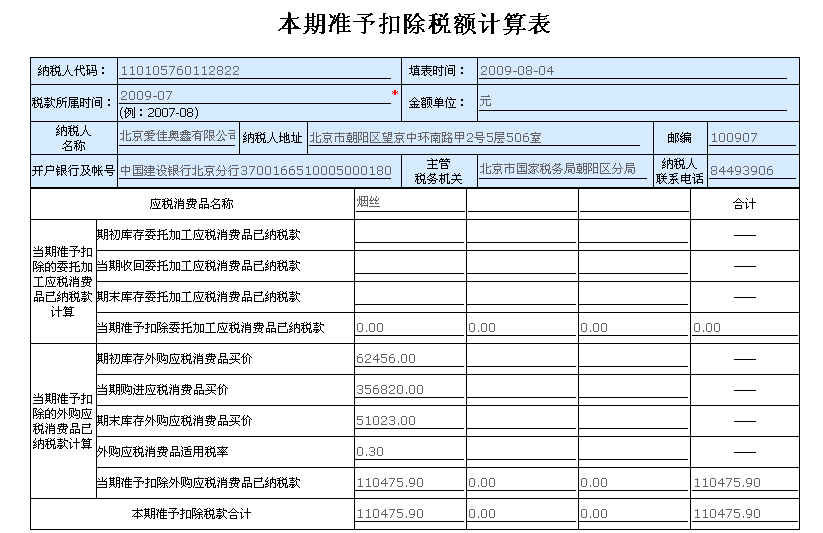 本期准予扣除税额计算表
纳税人代码： 110105760112822 填表时间： 2009-08-04
税款所属时间： 2009-07 * 金额单位： 元
(例：2007-08)
纳税人名称 北京爱佳奥鑫有限公司 纳税人地址 北京市朝阳区望京中环南路甲2号5层506室 邮编 100907
开户银行及帐号 中国建设银行北京分行3700166510005000180 主管税务机关 北京市国家税务局朝阳区分局 纳税人联系电话 84493906
应税消费品名称 烟丝 合计
当期准予扣除的委托加工应税消费品已纳税款计算
期初库存委托加工应税消费品已纳税款 ——
当期收回委托加工应税消费品已纳税款 ——
期末库存委托加工应税消费品已纳税款 ——
当期准予扣除委托加工应税消费品已纳税款 0.00 0.00 0.00 0.00
当期准予扣除的外购应税消费品已纳税款计算
期初库存外购应税消费品买价 62456.00 ——
当期购进应税消费品买价 356820.00 ——
期末库存外购应税消费品买价 51023.00 ——
外购应税消费品适用税率 0.30 ——
当期准予扣除外购应税消费品已纳税款 110475.90 0.00 0.00 110475.90
本期准予扣除税款合计 110475.90 0.00 0.00 110475.90